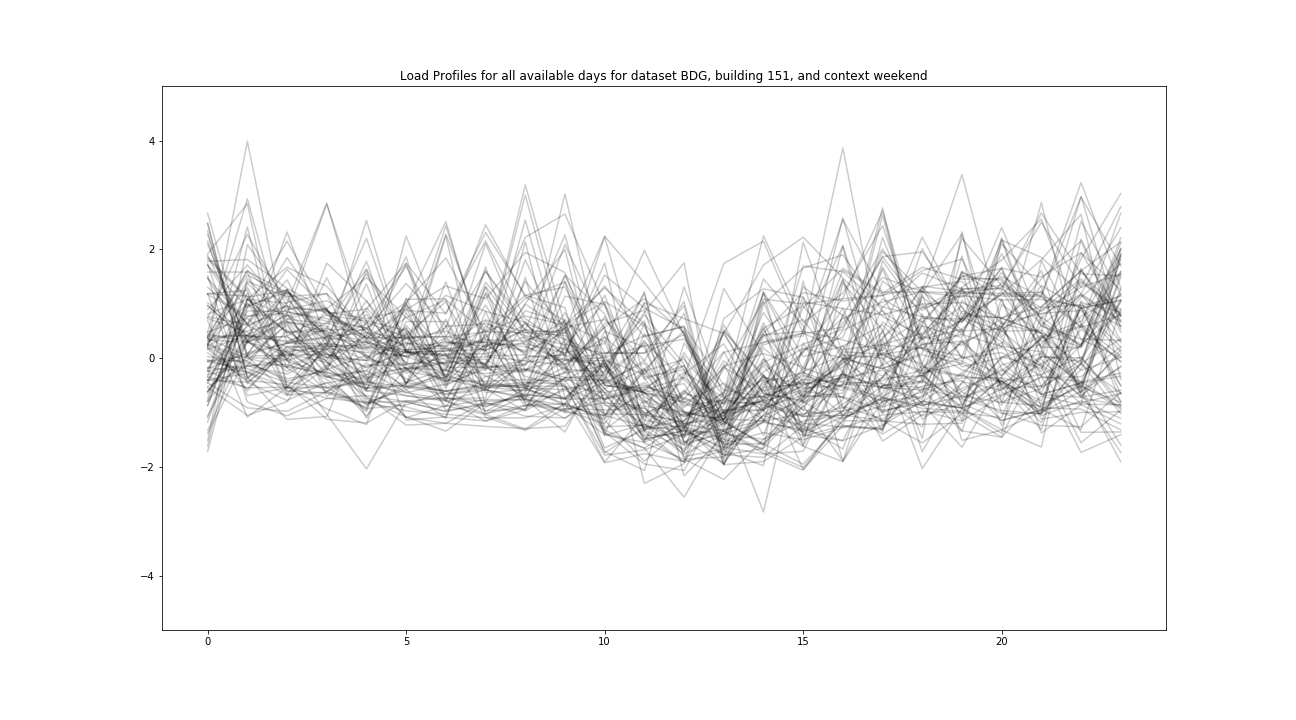 Load Profiles for all available days for dataset BDG, building 151, and context weekend
4
2
0
−2
−4
0 5 10 15 20